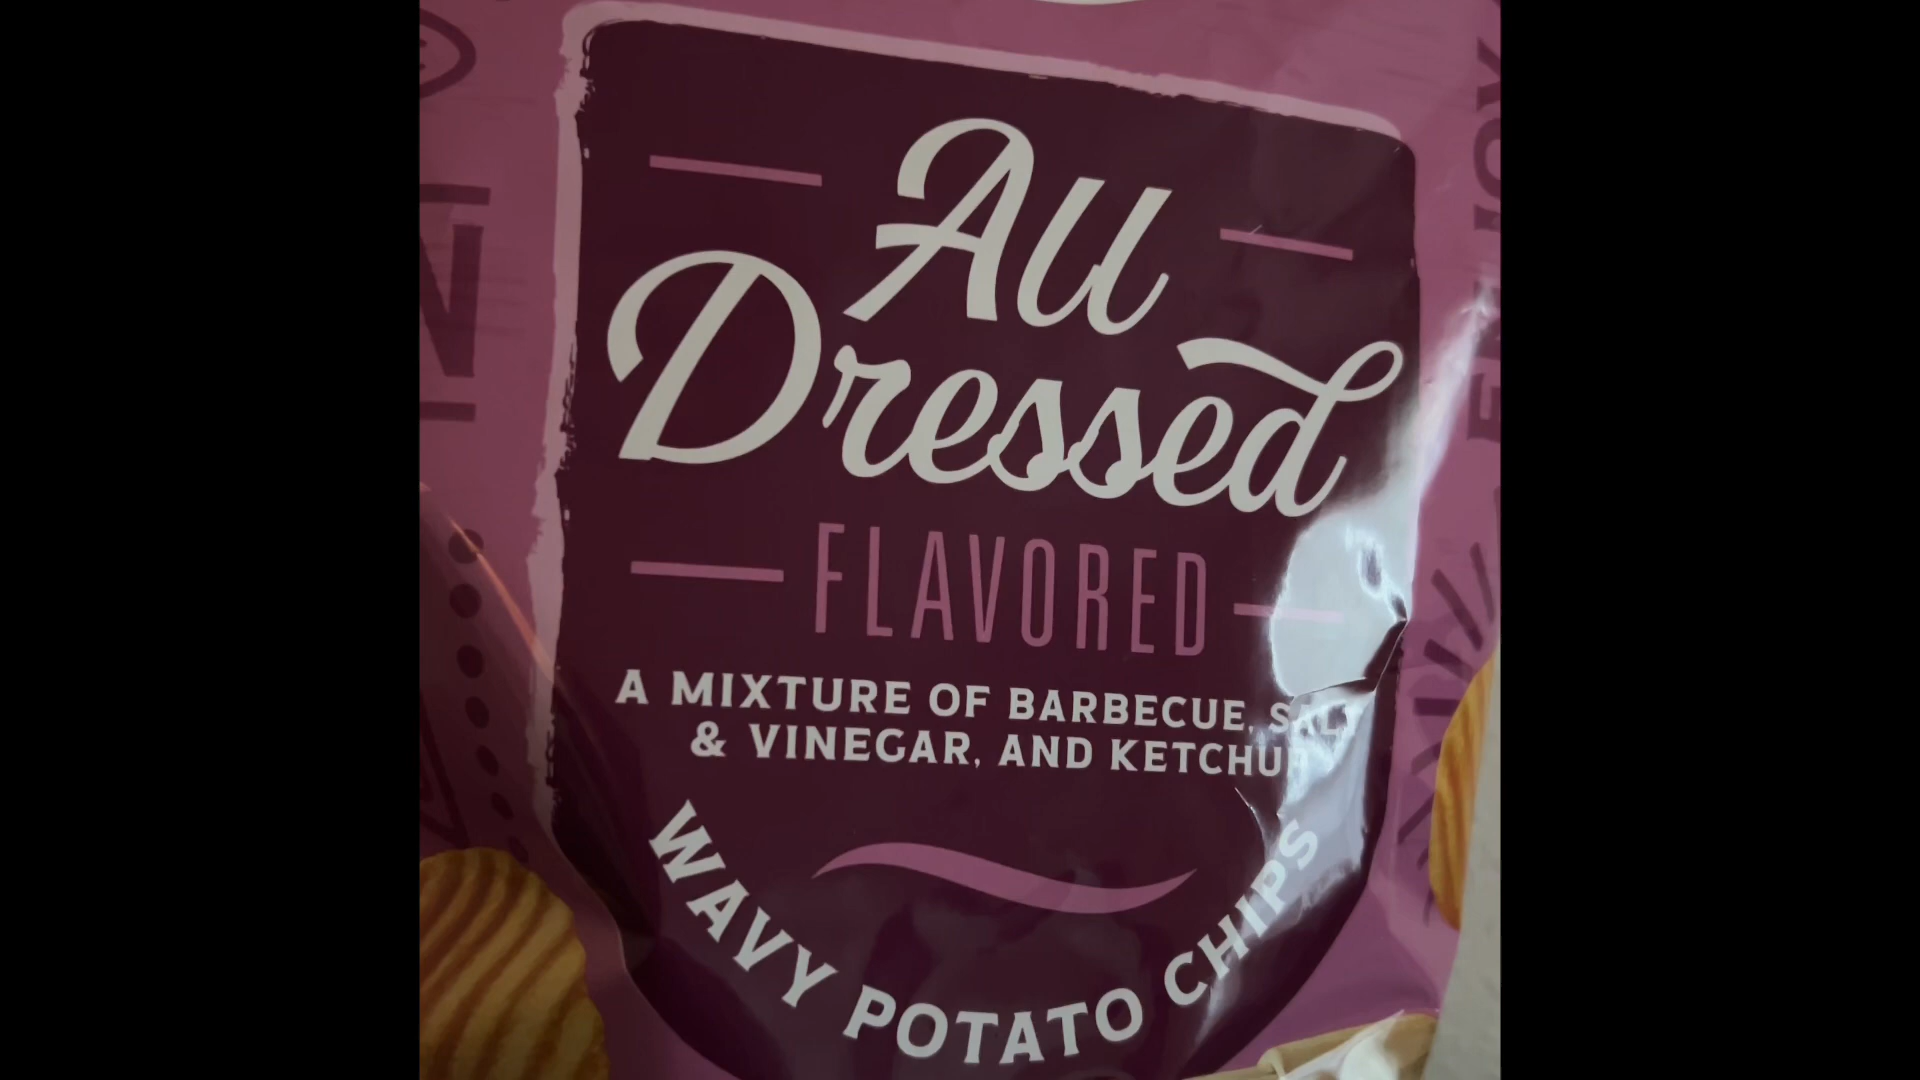 All
Dressed
FLAVORED
A MIXTURE OF BARBECUE, SALT
& VINEGAR, AND KETCHUP
WAVY POTATO CHIPS